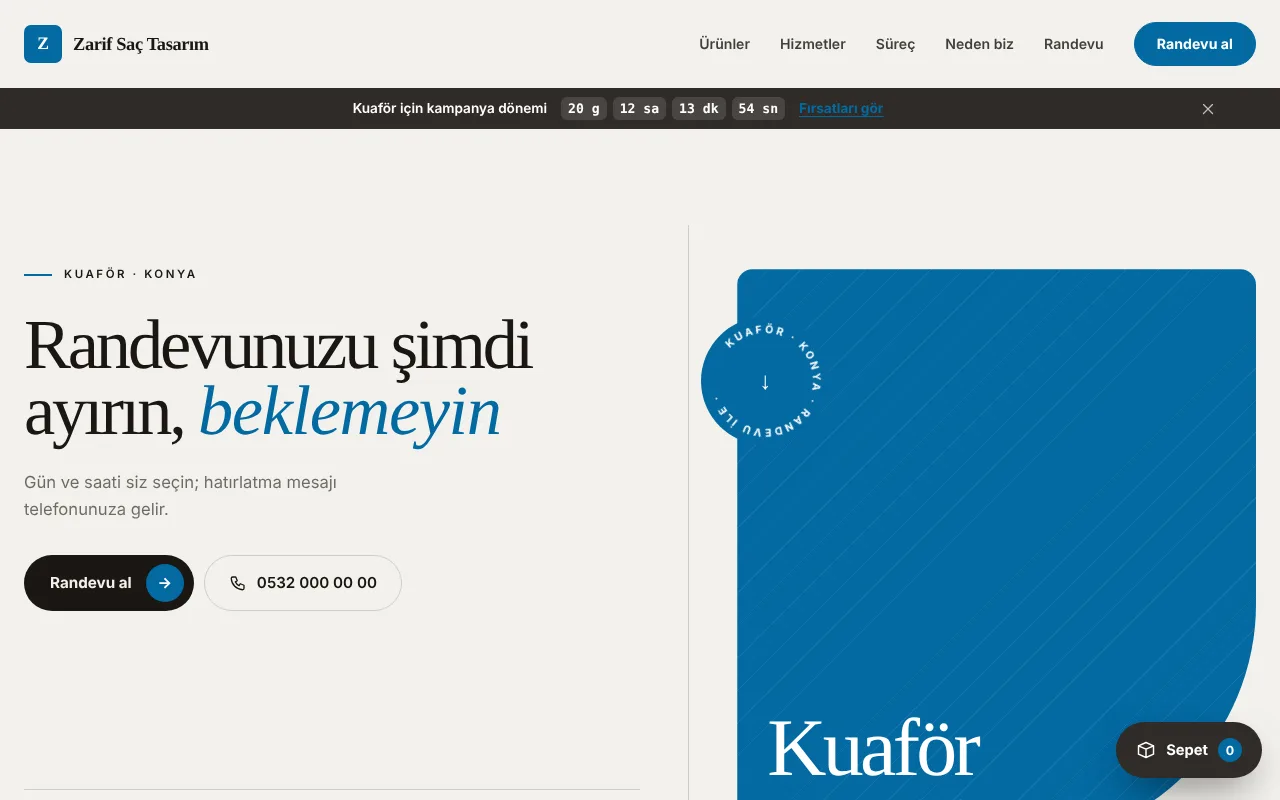 Z
Zarif Saç Tasarım
Ürünler
Hizmetler
Süreç
Neden biz
Randevu
Randevu al
Kuaför için kampanya dönemi
20 g
12 sa
13 dk
54 sn
Fırsatları gör
KUAFÖR · KONYA
Randevunuzu şimdi
ayırın, beklemeyin
Gün ve saati siz seçin; hatırlatma mesajı
telefonunuza gelir.
Randevu al
0532 000 00 00
KUAFÖR · KONYA · RANDEVU İLE ·
Kuaför
Sepet
0